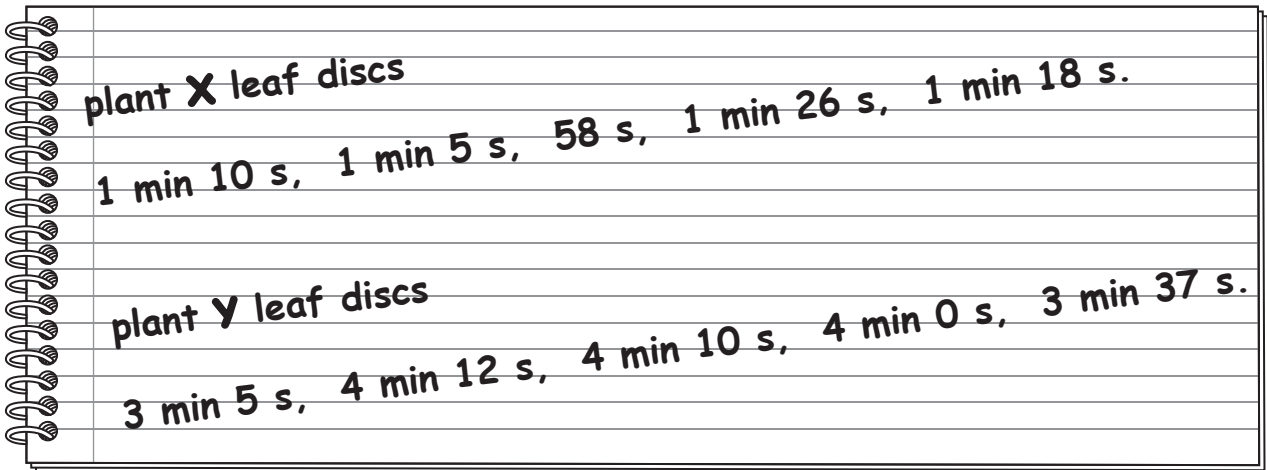 plant X leaf discs
1 min 10 s, 1 min 5 s, 58 s, 1 min 26 s, 1 min 18 s.
plant Y leaf discs
3 min 5 s, 4 min 12 s, 4 min 10 s, 4 min 0 s, 3 min 37 s.